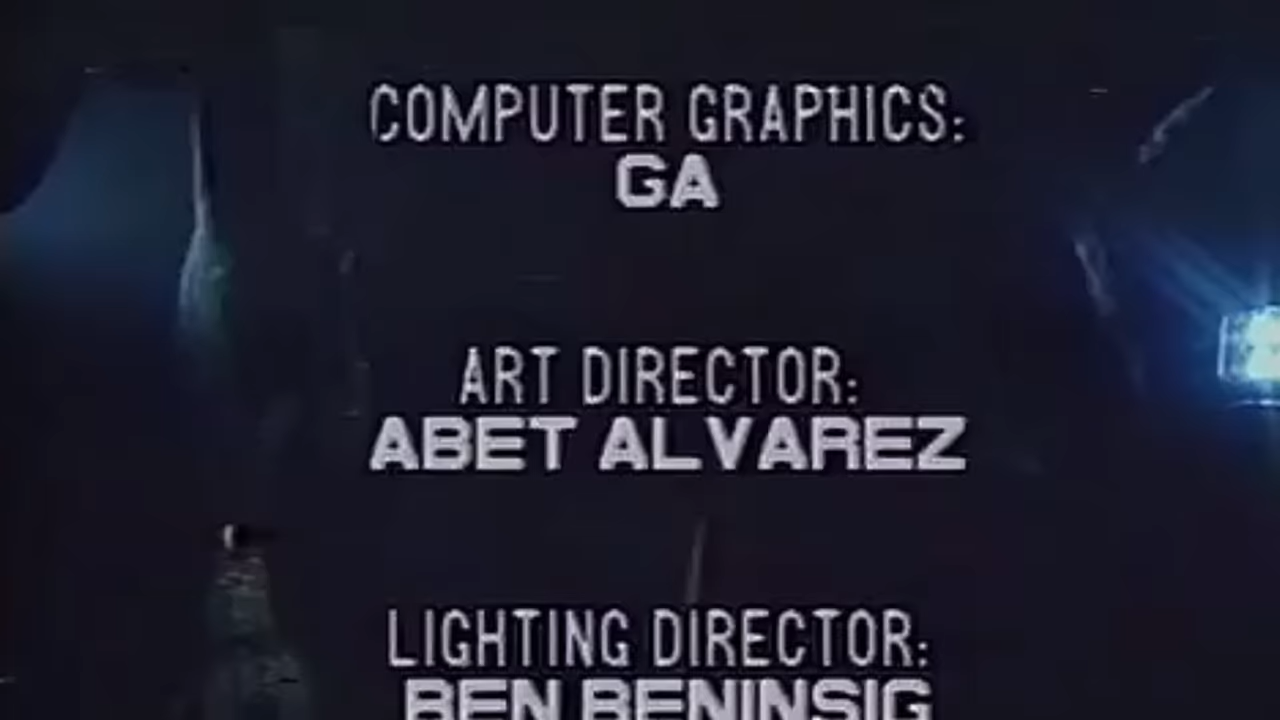 COMPUTER GRAPHICS:
GA
ART DIRECTOR:
ABET ALVAREZ
LIGHTING DIRECTOR:
BEN BENINSIG